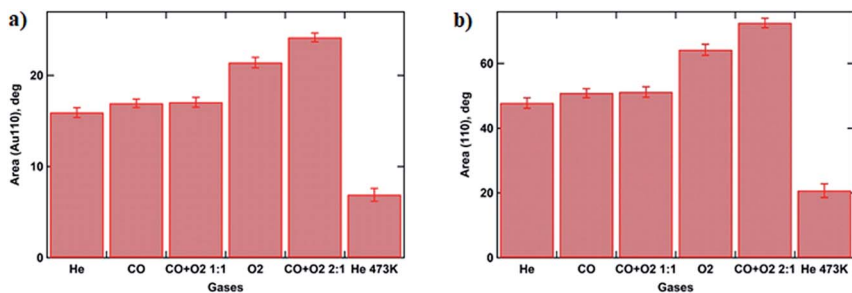 a)
Area (Au110), deg
20
10
0
He CO CO+O2 1:1 O2 CO+O2 2:1 He 473K
Gases
b)
Area (110), deg
60
40
20
0
He CO CO+O2 1:1 O2 CO+O2 2:1 He 473K
Gases